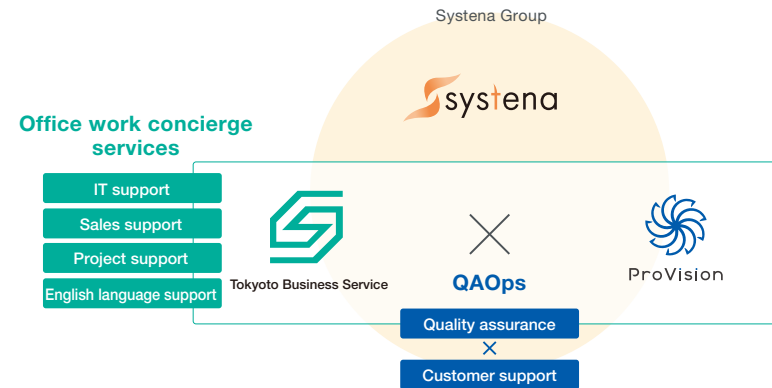 Systena Group
systena
Office work concierge
services
IT support
Sales support
Project support
English language support
Tokyoto Business Service
QAOps
ProVision
Quality assurance
×
Customer support